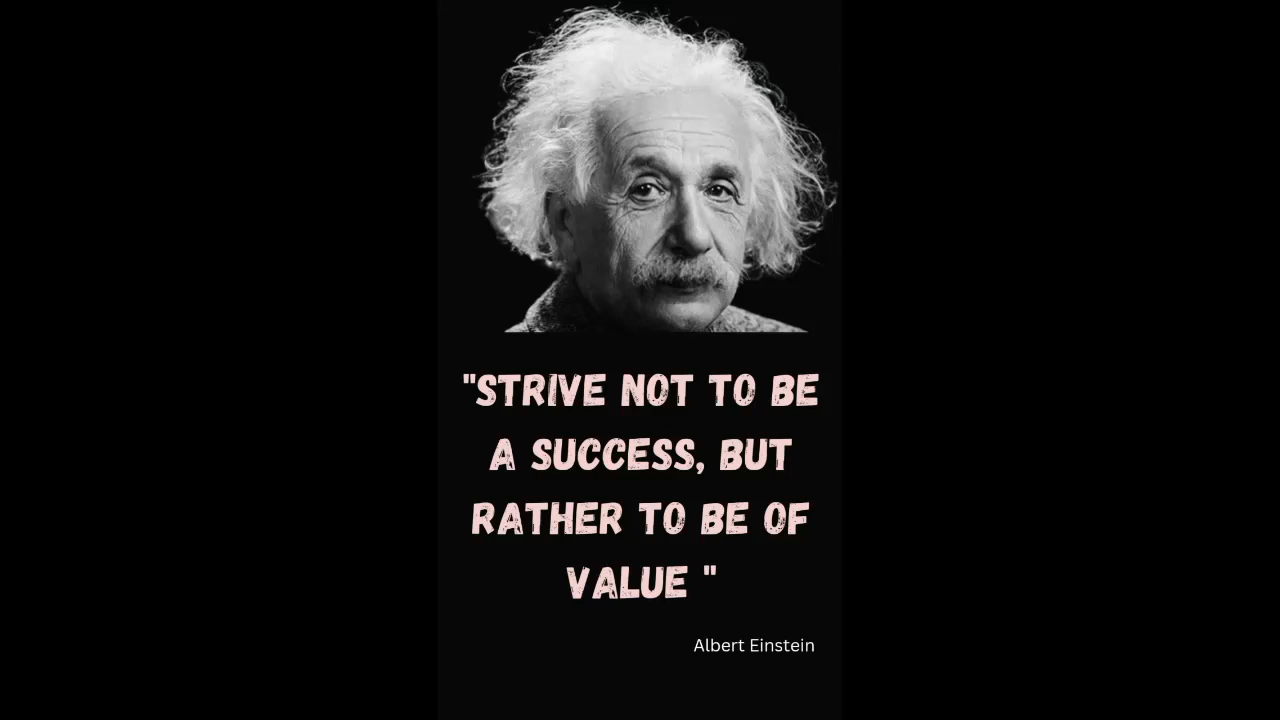 "STRIVE NOT TO BE
A SUCCESS, BUT
RATHER TO BE OF
VALUE "
Albert Einstein